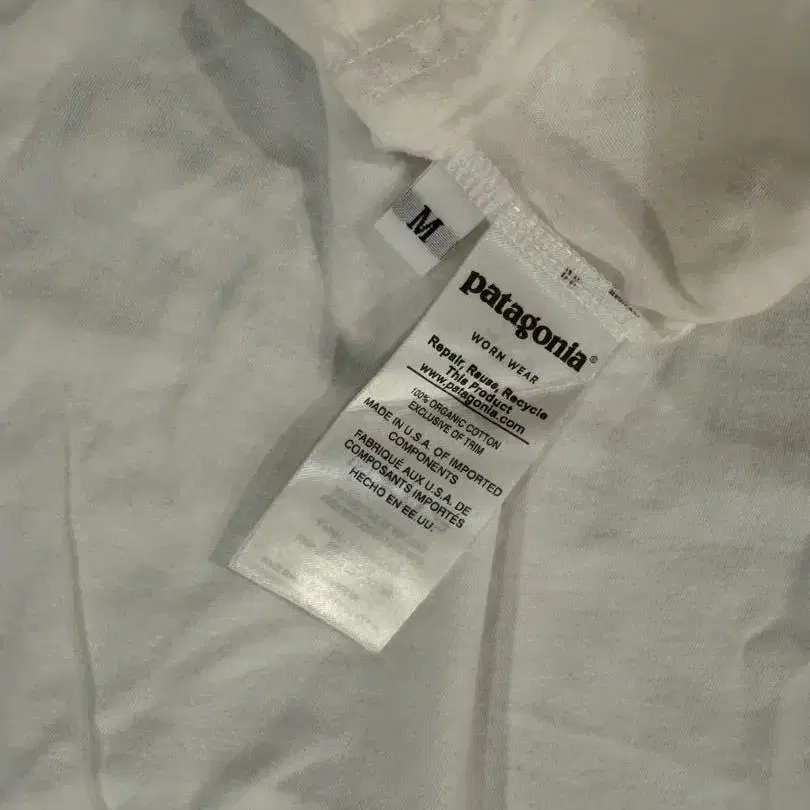 M
patagonia®
WORN WEAR
Repair, Reuse, Recycle
This Product
www.patagonia.com
100% ORGANIC COTTON
EXCLUSIVE OF TRIM
MADE IN U.S.A. OF IMPORTED
COMPONENTS
FABRIQUÉ AUX U.S.A. DE
COMPOSANTS IMPORTÉS
HECHO EN EE.UU.